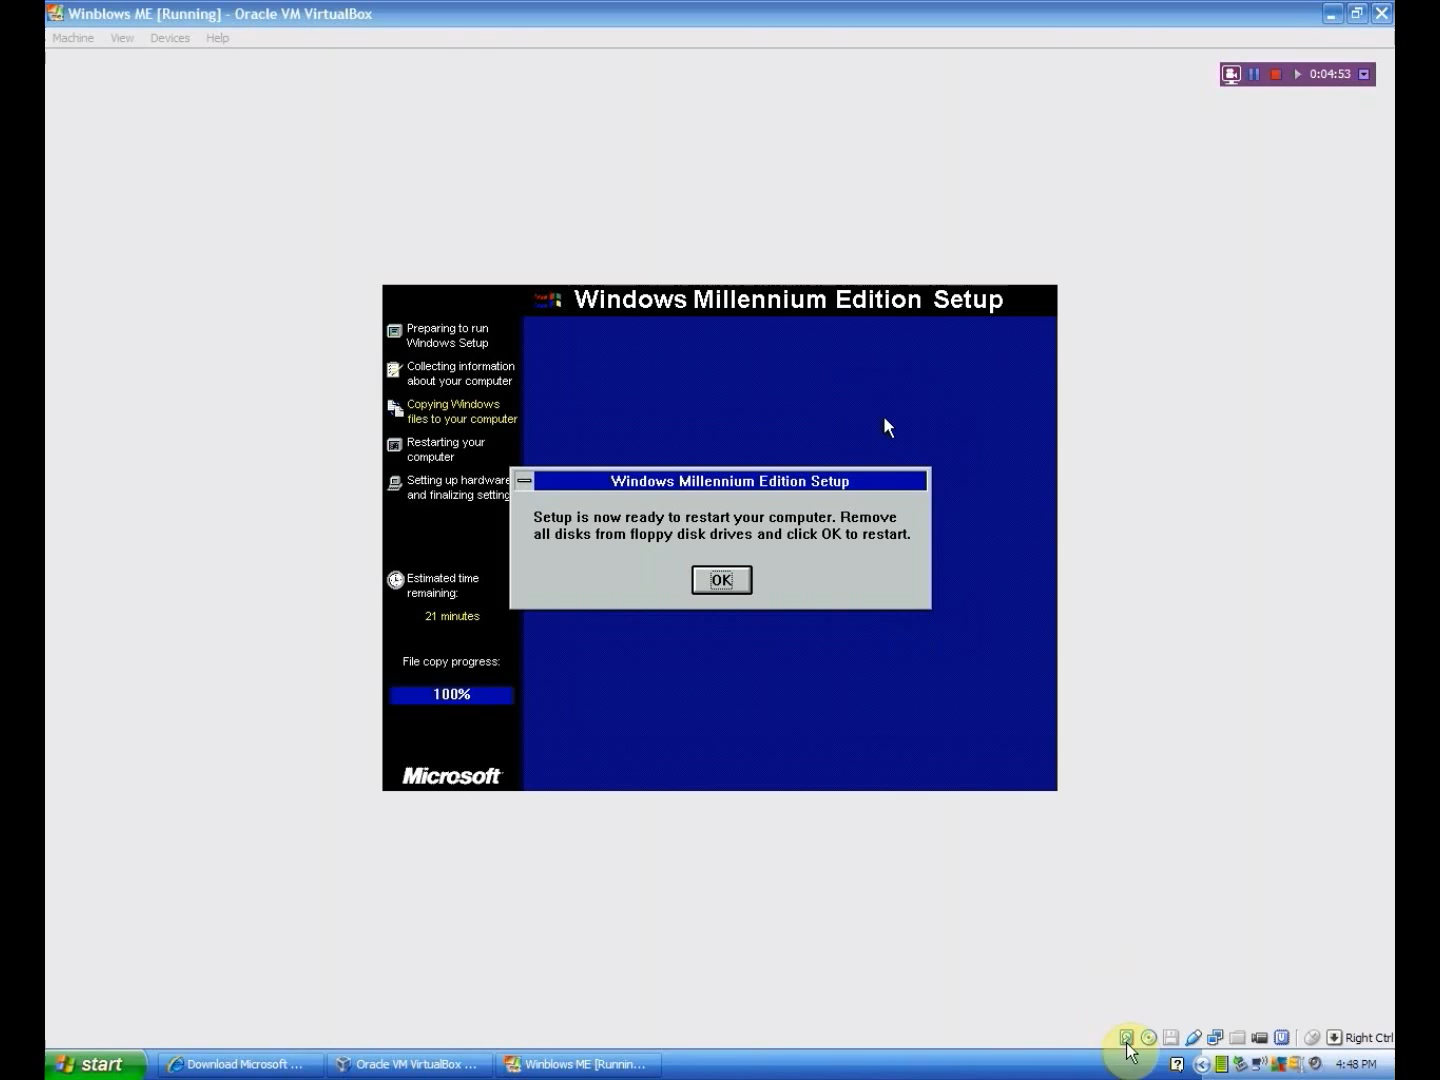 Winblows ME [Running] - Oracle VM VirtualBox
Machine View Devices Help
0:04:53
Windows Millennium Edition Setup
Preparing to run
Windows Setup
Collecting information
about your computer
Copying Windows
files to your computer
Restarting your
computer
Setting up hardware
and finalizing setting
Windows Millennium Edition Setup
Setup is now ready to restart your computer. Remove
all disks from floppy disk drives and click OK to restart.
OK
Estimated time
remaining:
21 minutes
File copy progress:
100%
Microsoft
Right Ctrl
start
Download Microsoft ...
Oracle VM VirtualBox ...
Winblows ME [Runnin...
4:48 PM